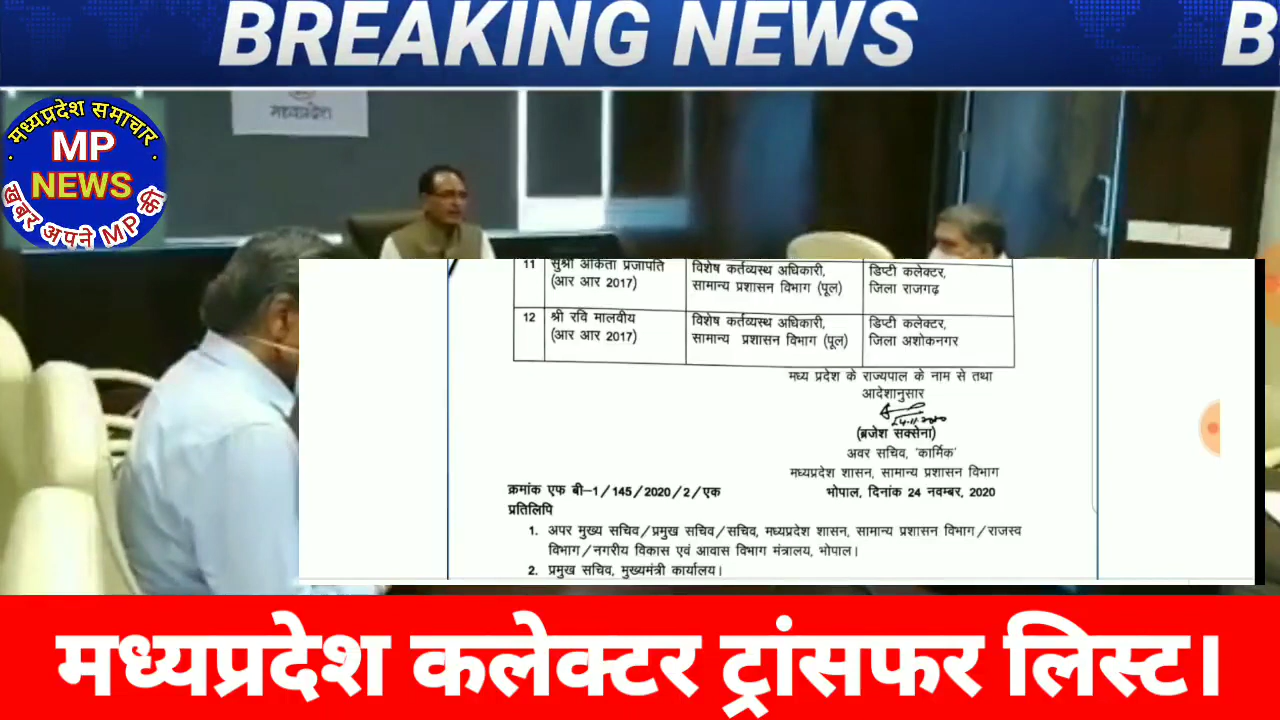 BREAKING NEWS
B
मध्यप्रदेश समाचार
MP
NEWS
खबर अपने MP की
मध्यप्रदेश
11 सुश्री अंकिता प्रजापति विशेष कर्तव्यस्थ अधिकारी, डिप्टी कलेक्टर,
(आर आर 2017) सामान्य प्रशासन विभाग (पूल) जिला राजगढ़
12 श्री रवि मालवीय विशेष कर्तव्यस्थ अधिकारी, डिप्टी कलेक्टर,
(आर आर 2017) सामान्य प्रशासन विभाग (पूल) जिला अशोकनगर
मध्य प्रदेश के राज्यपाल के नाम से तथा
आदेशानुसार
(ब्रजेश सक्सेना)
अवर सचिव, 'कार्मिक'
मध्यप्रदेश शासन, सामान्य प्रशासन विभाग
क्रमांक एफ बी–1/145/2020/2/एक भोपाल, दिनांक 24 नवम्बर, 2020
प्रतिलिपि
1. अपर मुख्य सचिव/प्रमुख सचिव/सचिव, मध्यप्रदेश शासन, सामान्य प्रशासन विभाग/राजस्व
विभाग/नगरीय विकास एवं आवास विभाग मंत्रालय, भोपाल।
2. प्रमुख सचिव, मुख्यमंत्री कार्यालय।
मध्यप्रदेश कलेक्टर ट्रांसफर लिस्ट।